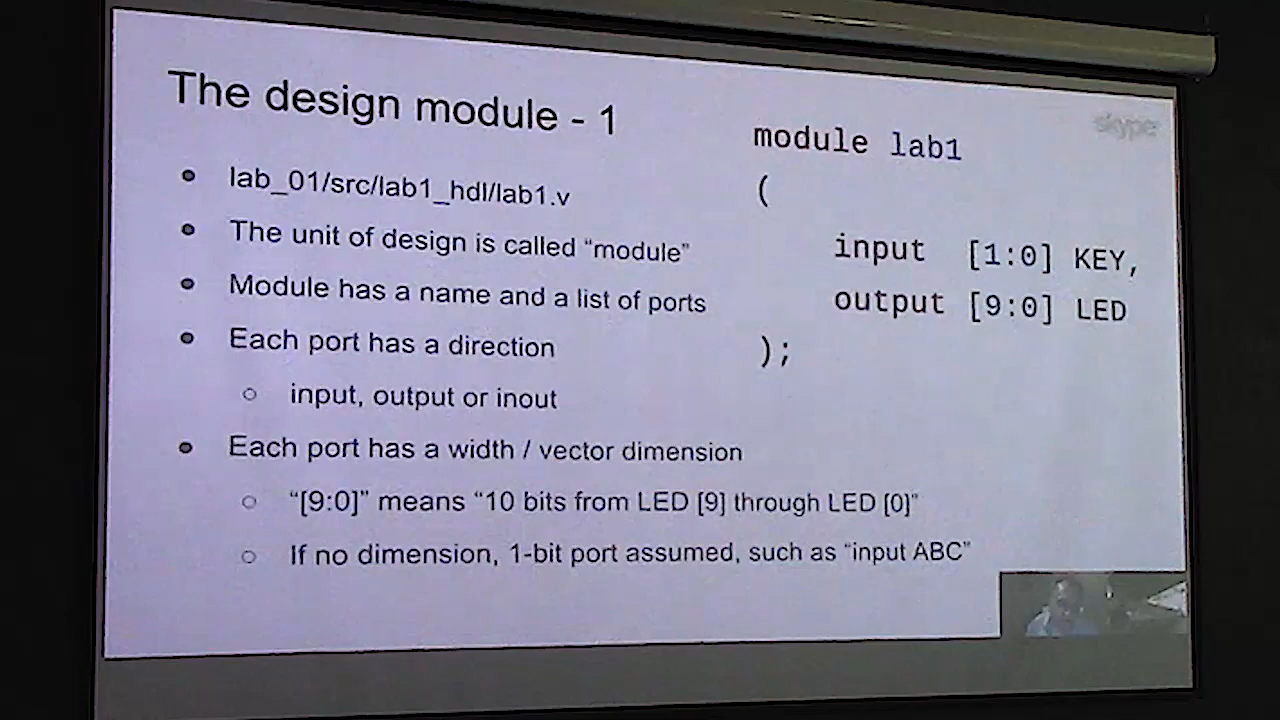 The design module - 1
lab_01/src/lab1_hdl/lab1.v
The unit of design is called “module”
Module has a name and a list of ports
Each port has a direction
input, output or inout
Each port has a width / vector dimension
“[9:0]” means “10 bits from LED [9] through LED [0]”
If no dimension, 1-bit port assumed, such as “input ABC”
module lab1
(
input [1:0] KEY,
output [9:0] LED
);
skype